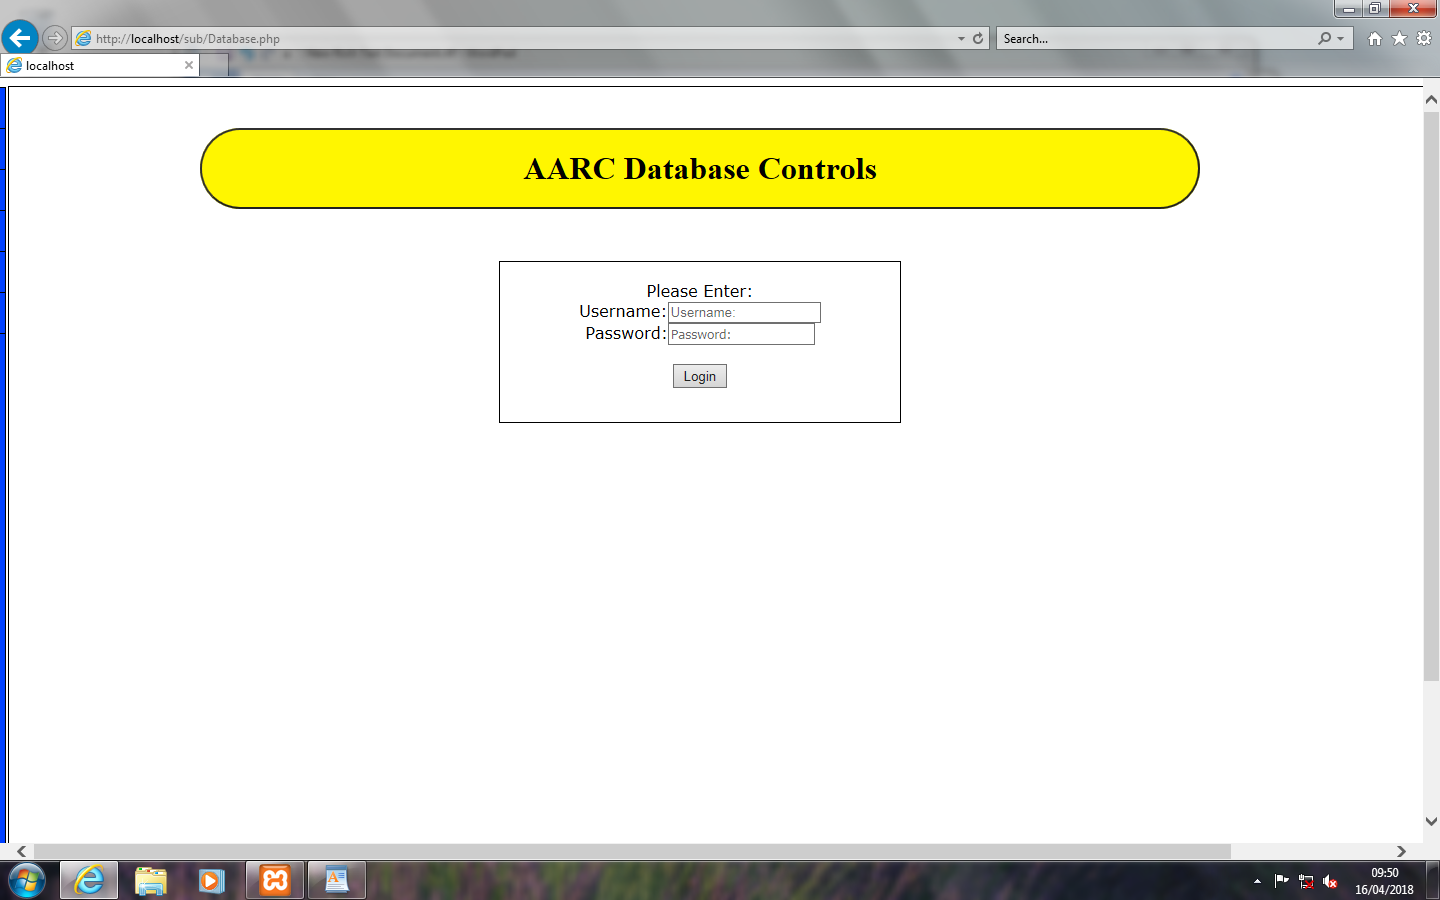 http://localhost/sub/Database.php
Search...
localhost
AARC Database Controls
Please Enter:
Username: Username:
Password: Password:
Login
09:50
16/04/2018